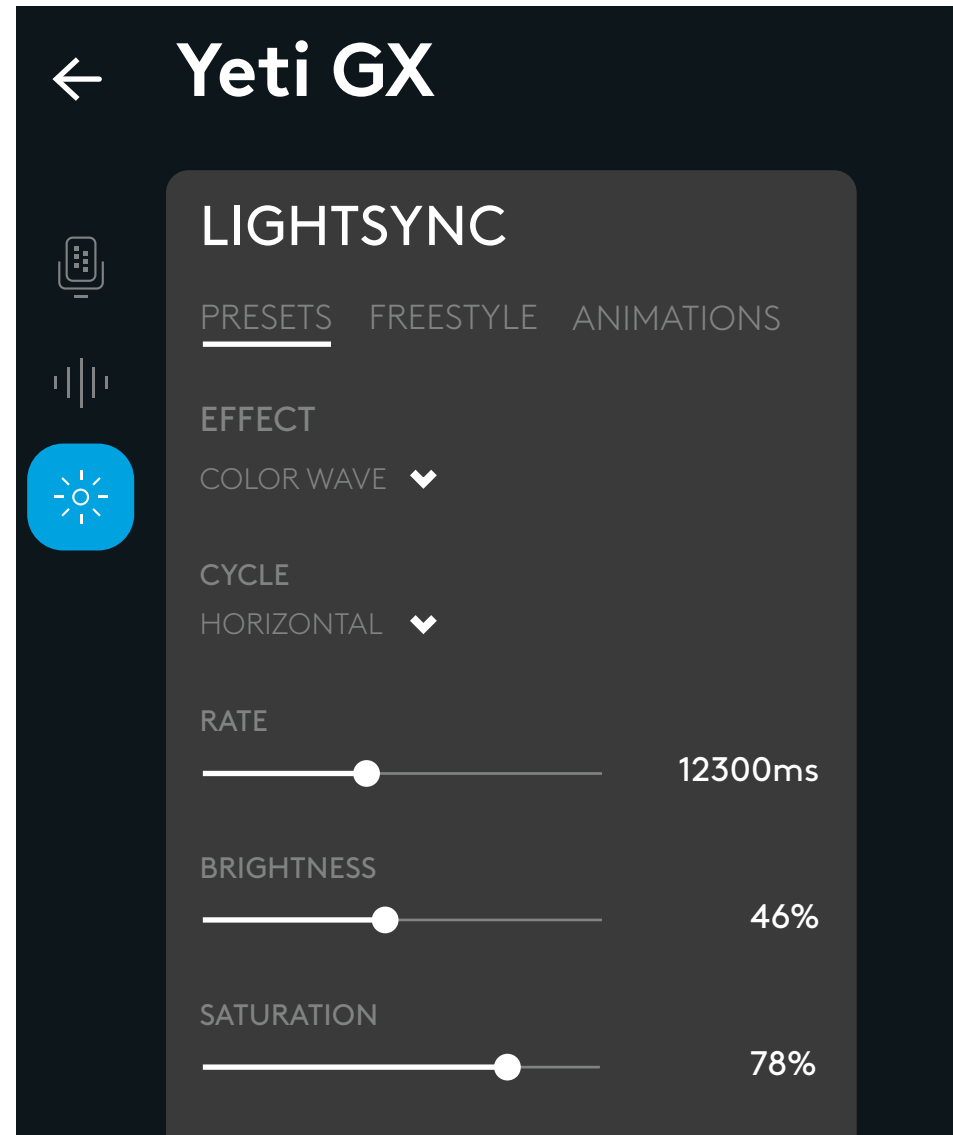 Yeti GX
LIGHTSYNC
PRESETS FREESTYLE ANIMATIONS
EFFECT
COLOR WAVE
CYCLE
HORIZONTAL
RATE
12300ms
BRIGHTNESS
46%
SATURATION
78%